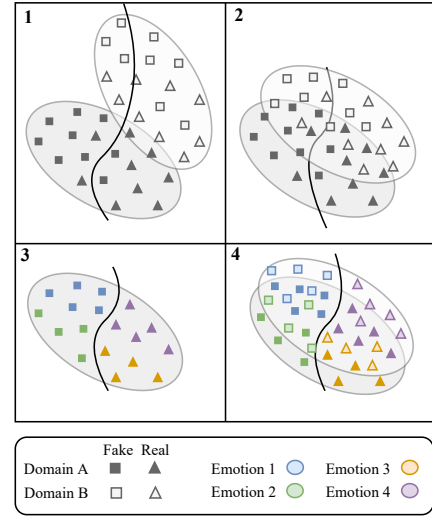 1
2
3
4
Fake Real
Domain A
Domain B
Emotion 1
Emotion 2
Emotion 3
Emotion 4